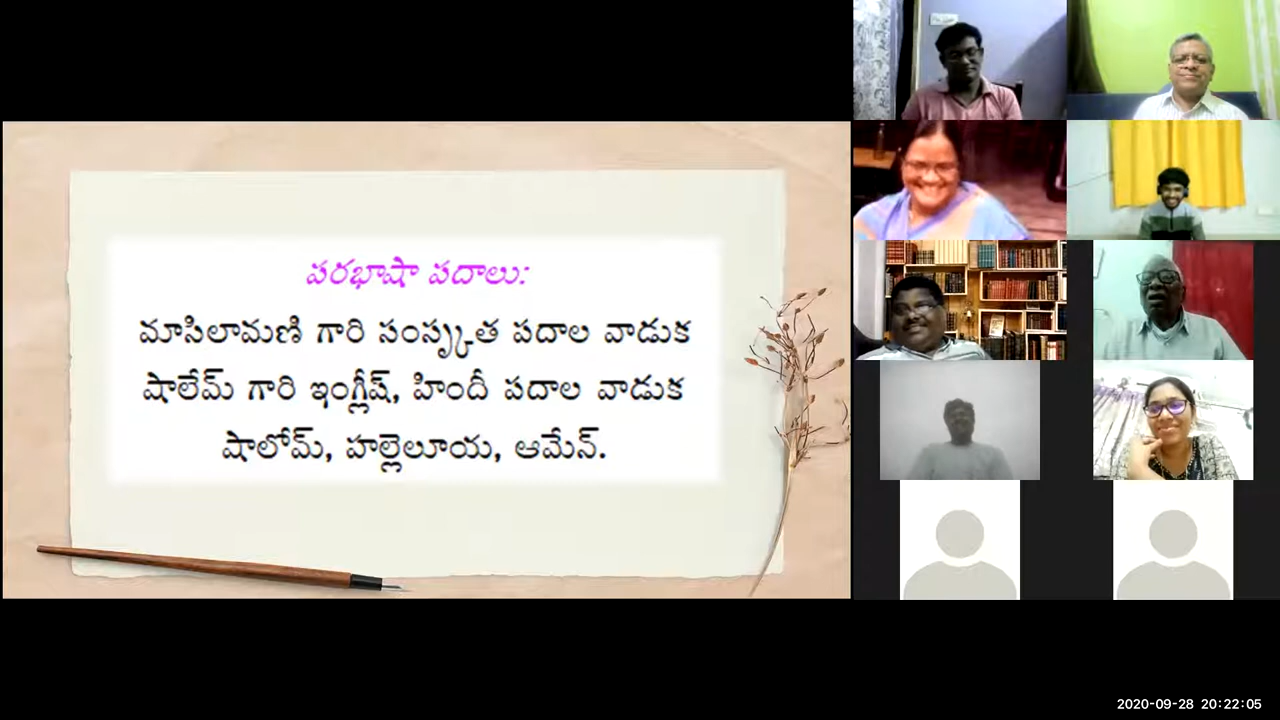 పరభాషా పదాలు:
మాసిలామణి గారి సంస్కృత పదాల వాడుక
షాలేమ్ గారి ఇంగ్లీష్, హిందీ పదాల వాడుక
షాలోమ్, హల్లెలూయ, ఆమేన్.
2020-09-28 20:22:05